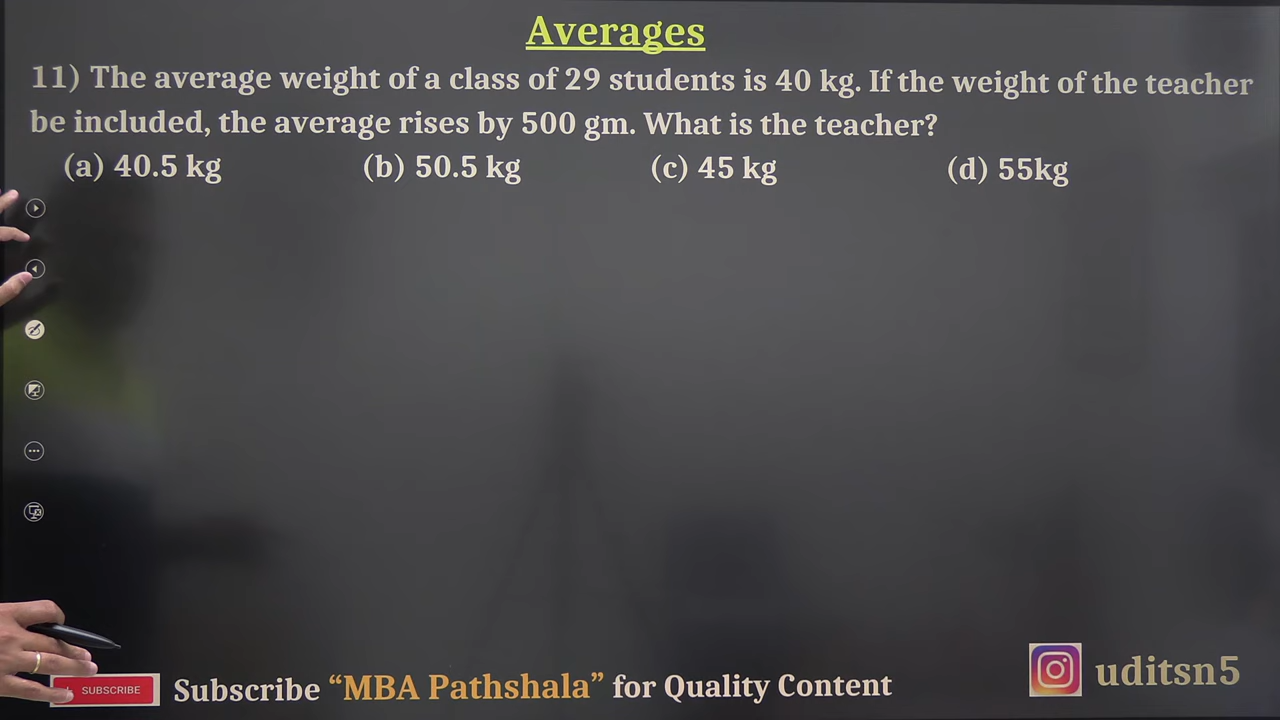 Averages
11) The average weight of a class of 29 students is 40 kg. If the weight of the teacher
be included, the average rises by 500 gm. What is the teacher?
(a) 40.5 kg (b) 50.5 kg (c) 45 kg (d) 55kg
SUBSCRIBE Subscribe “MBA Pathshala” for Quality Content
uditsn5